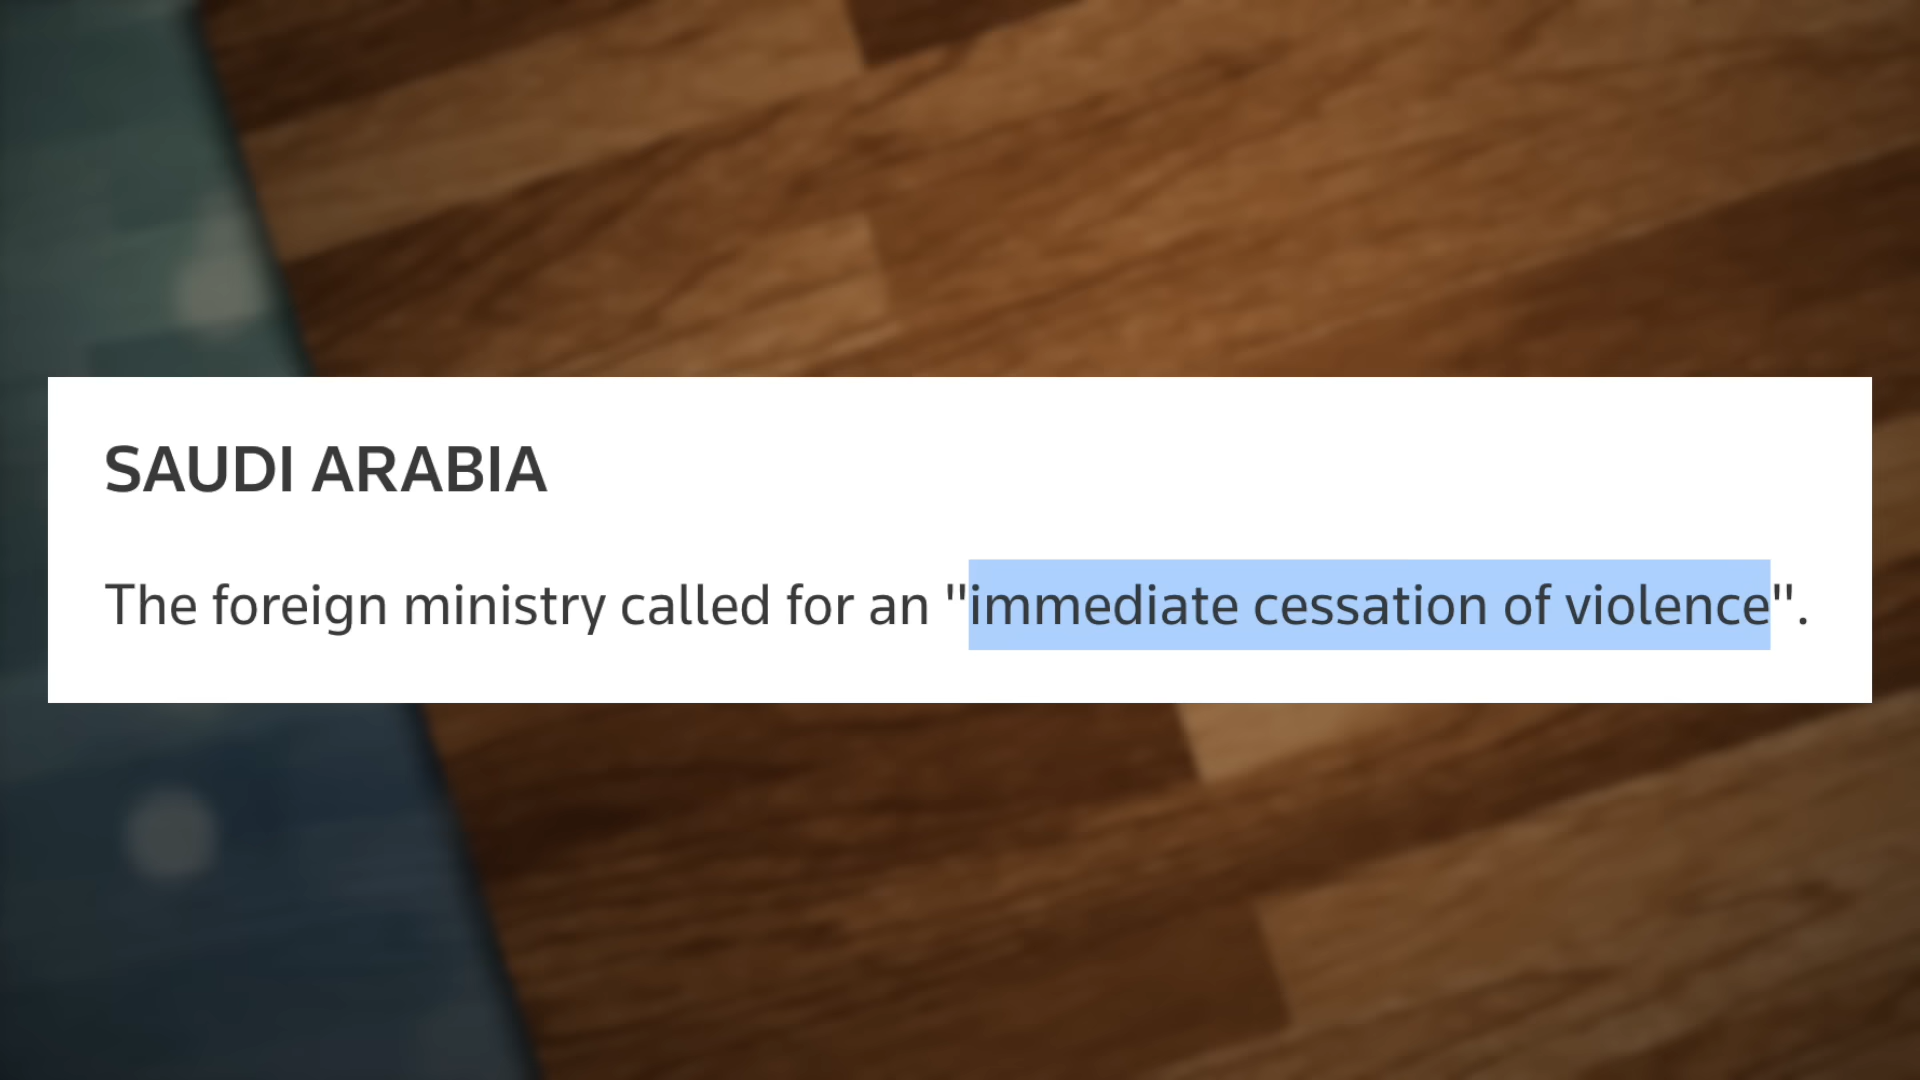 SAUDI ARABIA
The foreign ministry called for an "immediate cessation of violence".